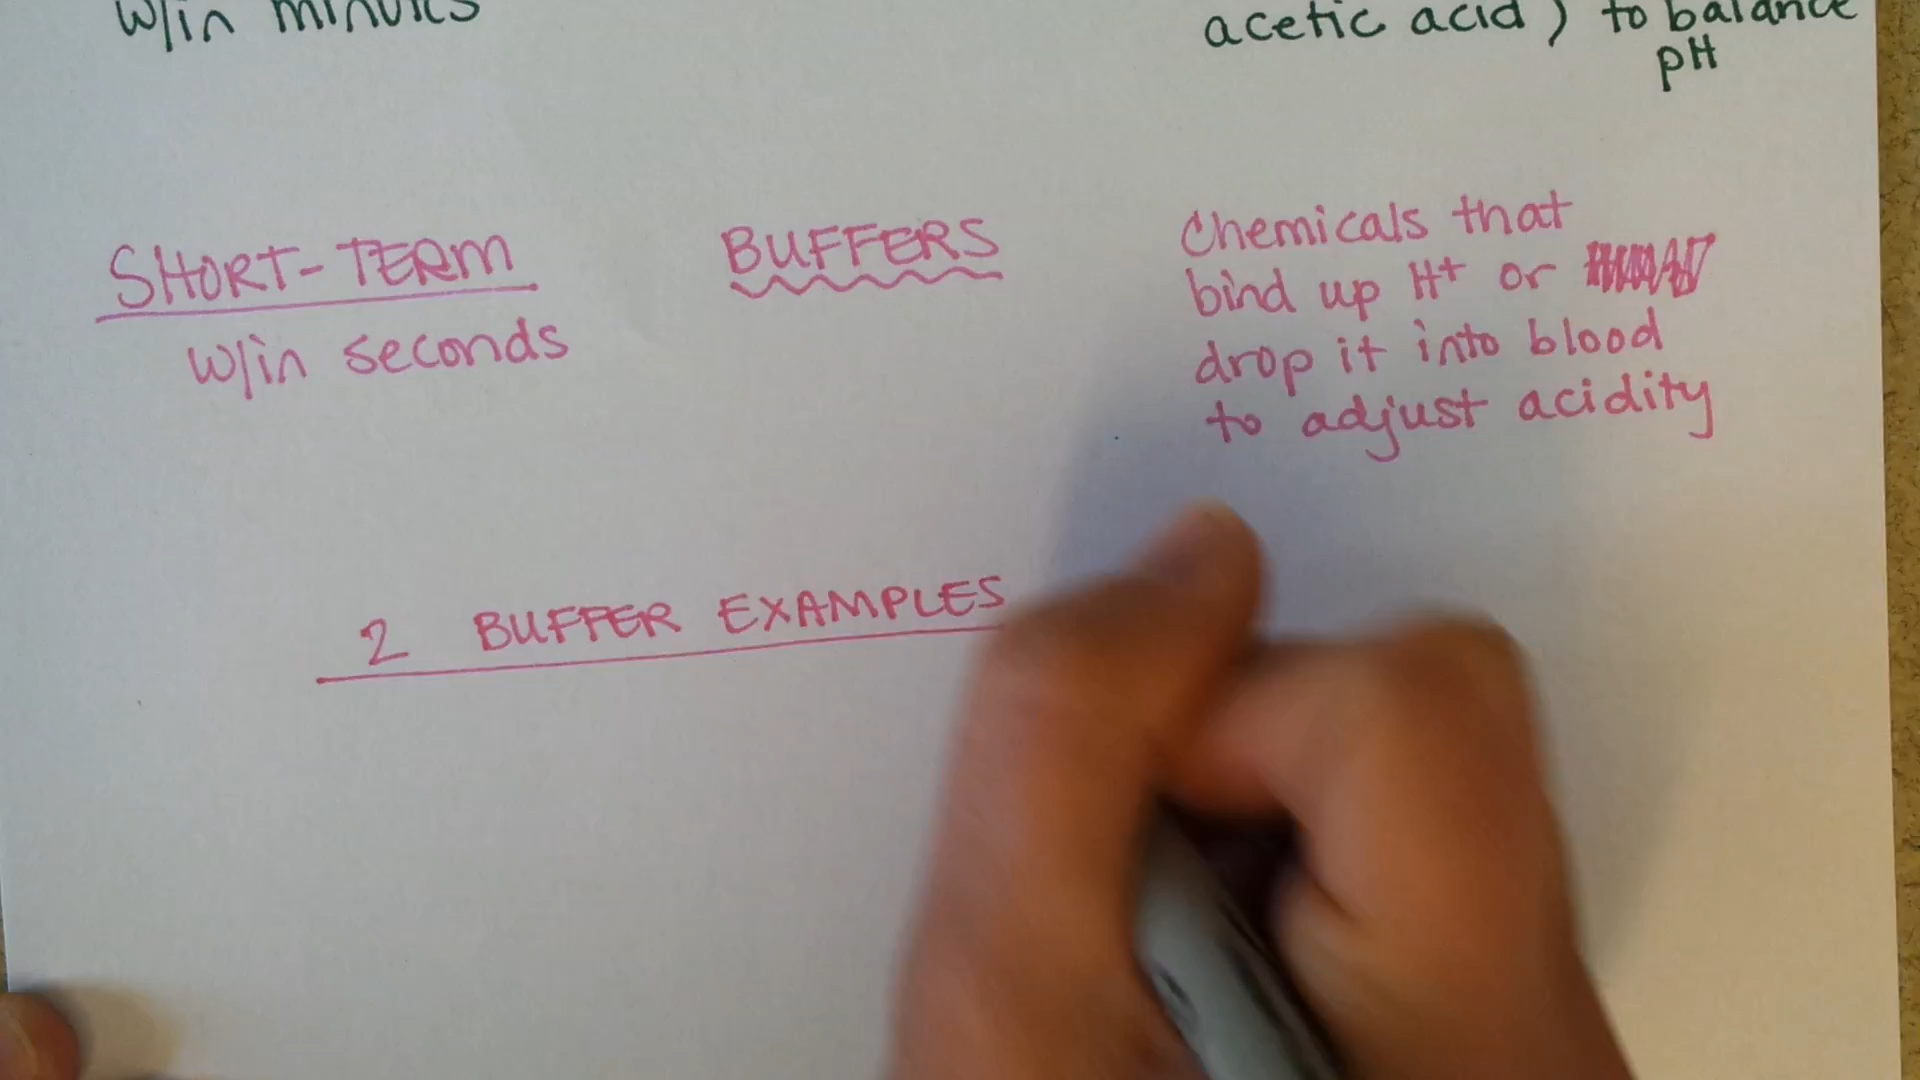 w/in minutes
acetic acid) to balance
pH
SHORT-TERM
w/in seconds
BUFFERS
Chemicals that
bind up H+ or
drop it into blood
to adjust acidity
2 BUFFER EXAMPLES